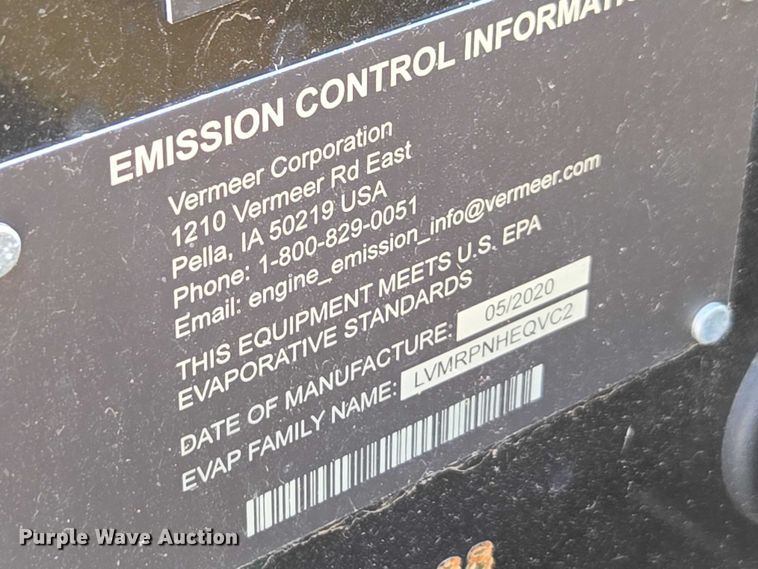 EMISSION CONTROL INFORMATIO
Vermeer Corporation
1210 Vermeer Rd East
Pella, IA 50219 USA
Phone: 1-800-829-0051
Email: engine_emission_info@vermeer.com
THIS EQUIPMENT MEETS U.S. EPA
EVAPORATIVE STANDARDS
DATE OF MANUFACTURE: 05/2020
EVAP FAMILY NAME: LVMRPNHEQVC2
Purple Wave Auction